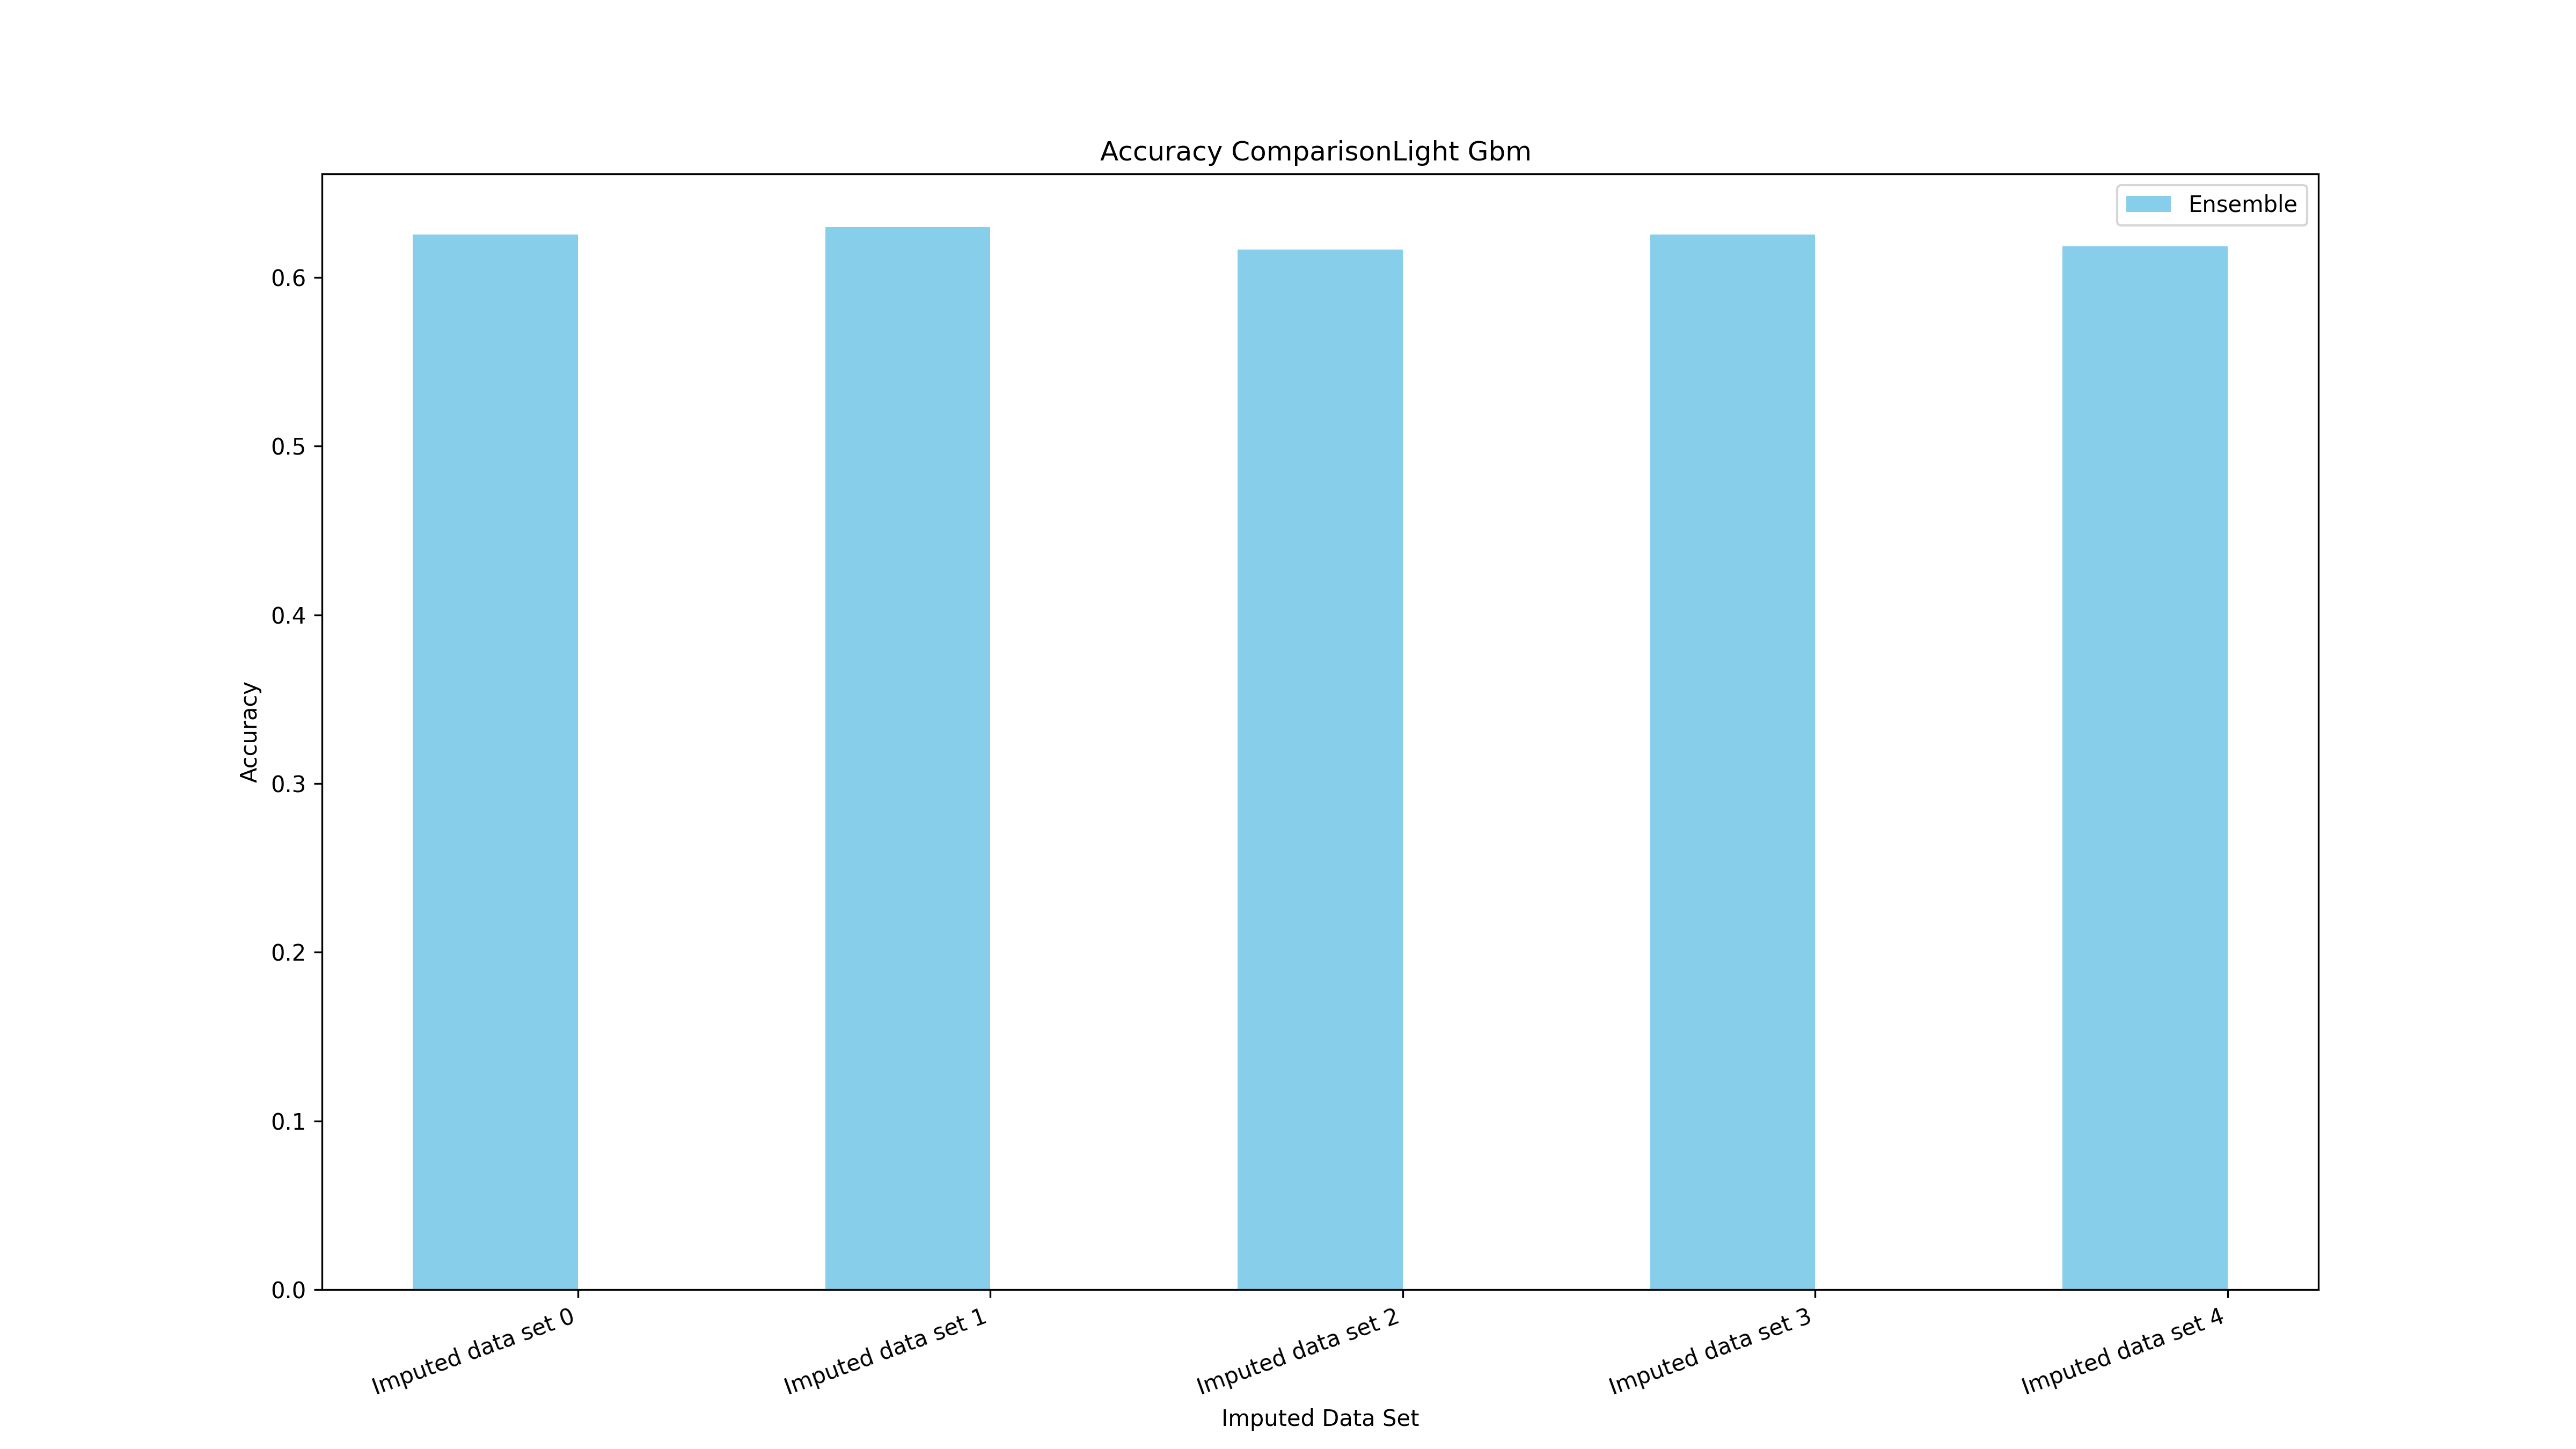 Accuracy ComparisonLight Gbm
Ensemble
Accuracy
0.6
0.5
0.4
0.3
0.2
0.1
0.0
Imputed data set 0
Imputed data set 1
Imputed data set 2
Imputed data set 3
Imputed data set 4
Imputed Data Set